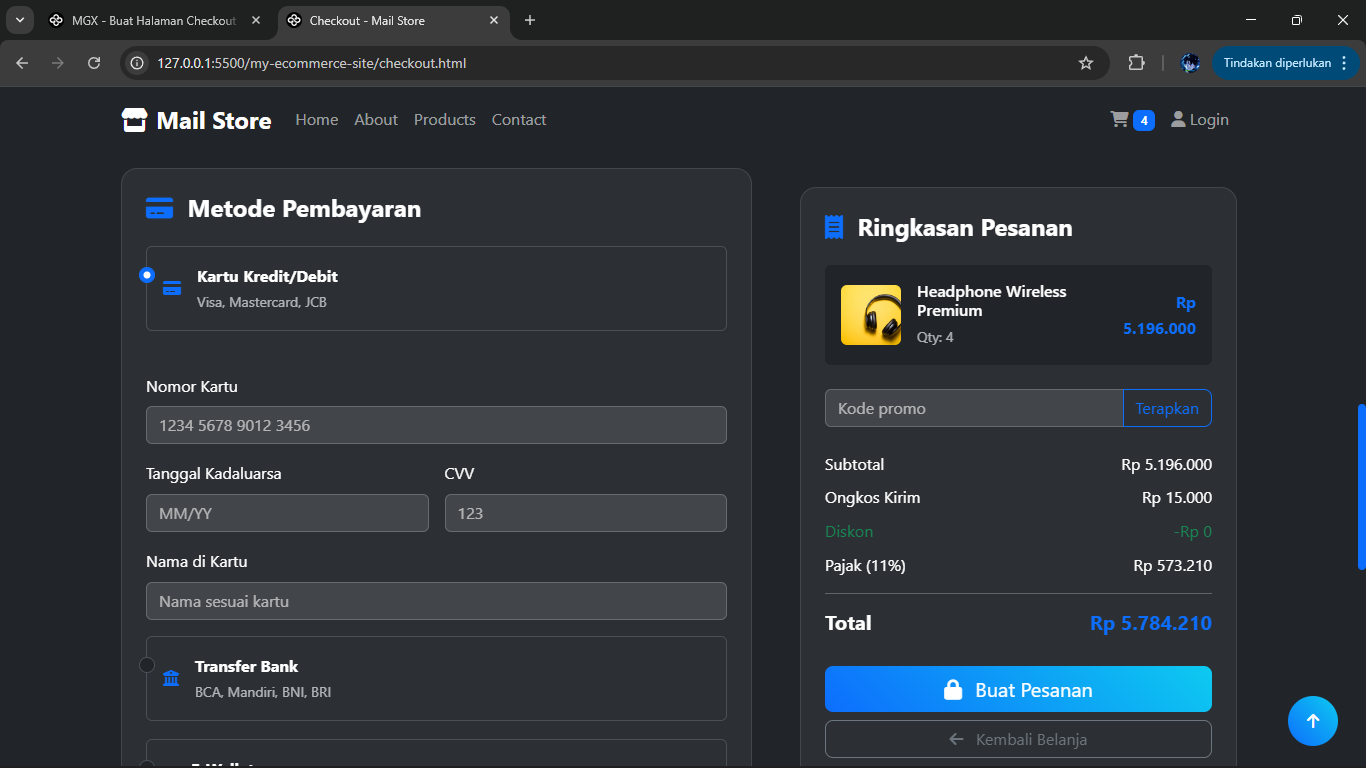 MGX - Buat Halaman Checkout
Checkout - Mail Store
127.0.0.1:5500/my-ecommerce-site/checkout.html
Tindakan diperlukan
Mail Store
Home
About
Products
Contact
4
Login
Metode Pembayaran
Kartu Kredit/Debit
Visa, Mastercard, JCB
Nomor Kartu
1234 5678 9012 3456
Tanggal Kadaluarsa
CVV
MM/YY
123
Nama di Kartu
Nama sesuai kartu
Transfer Bank
BCA, Mandiri, BNI, BRI
Ringkasan Pesanan
Headphone Wireless
Premium
Qty: 4
Rp
5.196.000
Kode promo
Terapkan
Subtotal
Rp 5.196.000
Ongkos Kirim
Rp 15.000
Diskon
-Rp 0
Pajak (11%)
Rp 573.210
Total
Rp 5.784.210
Buat Pesanan
Kembali Belanja